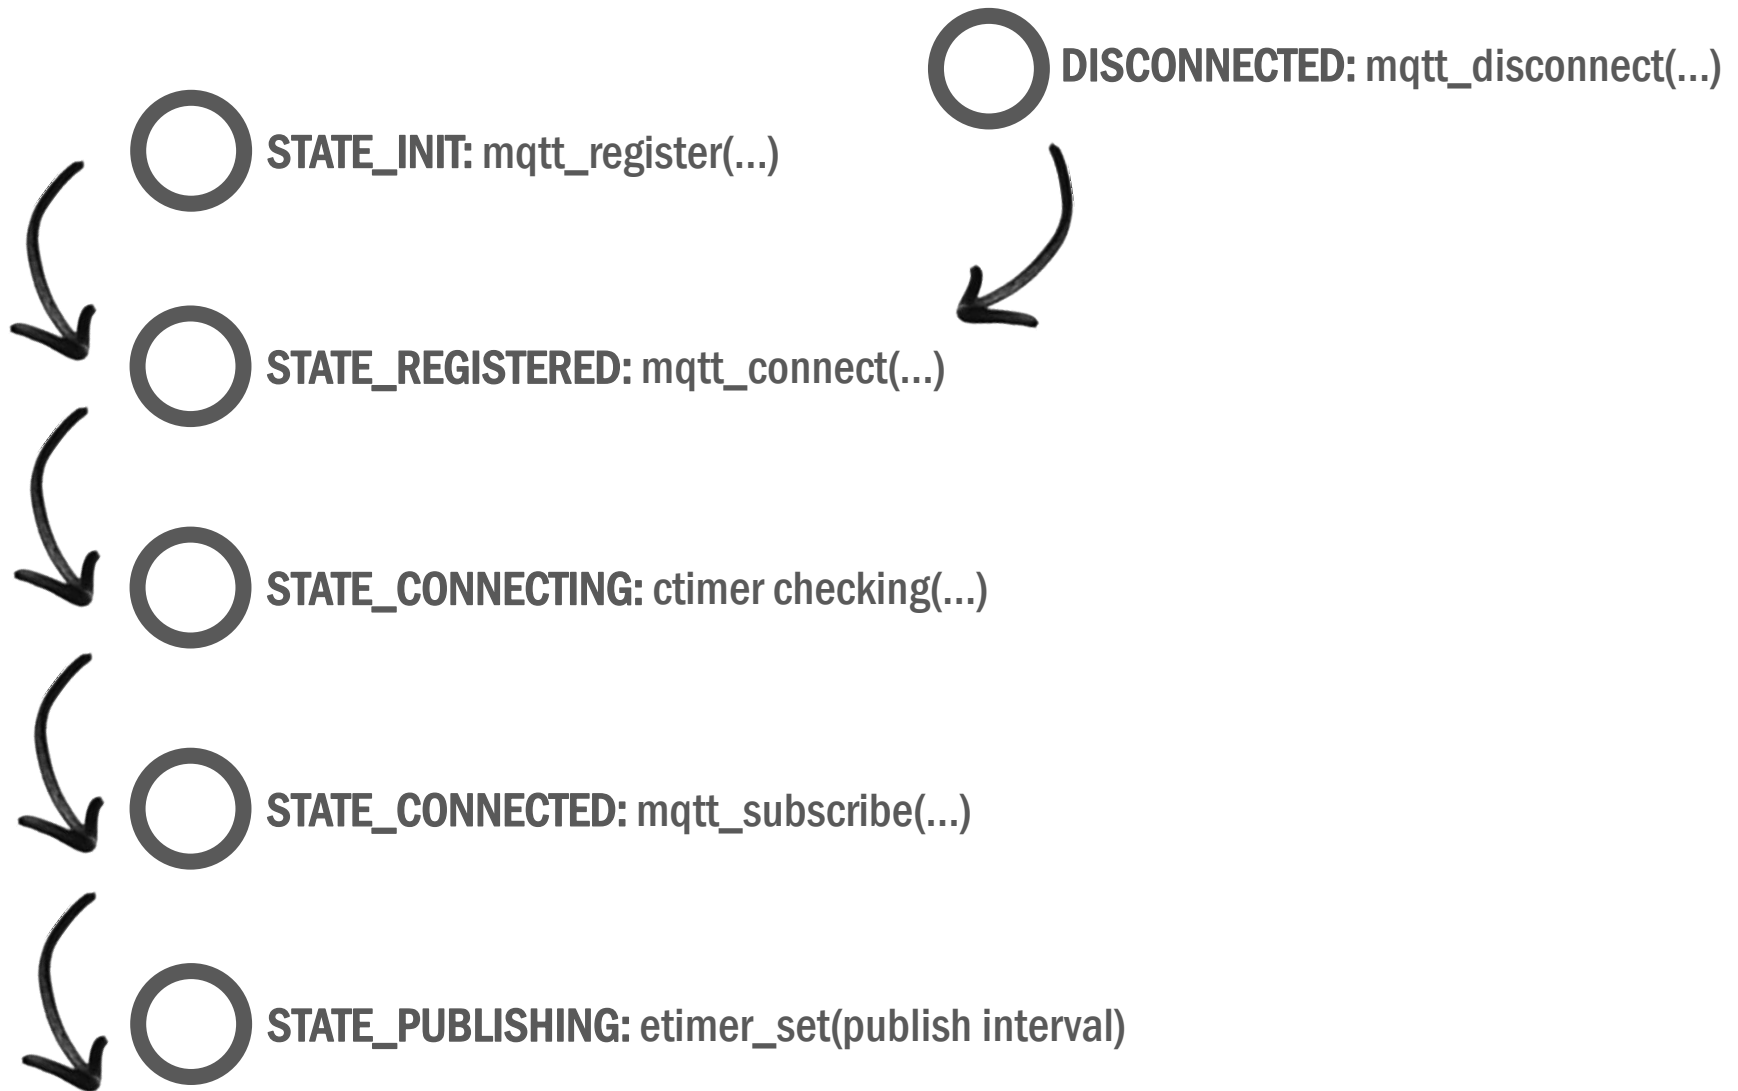 DISCONNECTED: mqtt_disconnect(...)
STATE_INIT: mqtt_register(...)
STATE_REGISTERED: mqtt_connect(...)
STATE_CONNECTING: ctimer checking(...)
STATE_CONNECTED: mqtt_subscribe(...)
STATE_PUBLISHING: etimer_set(publish interval)